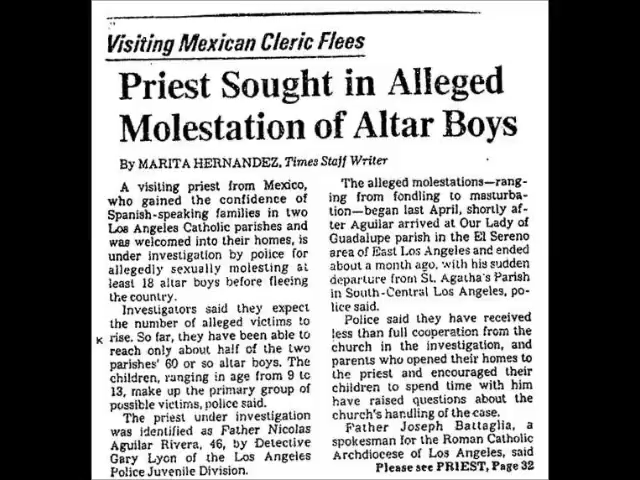 Visiting Mexican Cleric Flees
Priest Sought in Alleged
Molestation of Altar Boys
By MARITA HERNANDEZ, Times Staff Writer
A visiting priest from Mexico,
who gained the confidence of
Spanish-speaking families in two
Los Angeles Catholic parishes and
was welcomed into their homes, is
under investigation by police for
allegedly sexually molesting at
least 18 altar boys before fleeing
the country.
Investigators said they expect
the number of alleged victims to
rise. So far, they have been able to
reach only about half of the two
parishes' 60 or so altar boys. The
children, ranging in age from 9 to
13, make up the primary group of
possible victims, police said.
The priest under investigation
was identified as Father Nicolas
Aguilar Rivera, 46, by Detective
Gary Lyon of the Los Angeles
Police Juvenile Division.
The alleged molestations—rang-
ing from fondling to masturba-
tion—began last April, shortly af-
ter Aguilar arrived at Our Lady of
Guadalupe parish in the El Sereno
area of East Los Angeles and ended
about a month ago, with his sudden
departure from St. Agatha's Parish
in South-Central Los Angeles, po-
lice said.
Police said they have received
less than full cooperation from the
church in the investigation, and
parents who opened their homes to
the priest and encouraged their
children to spend time with him
have raised questions about the
church's handling of the case.
Father Joseph Battaglia, a
spokesman for the Roman Catholic
Archdiocese of Los Angeles, said
Please see PRIEST, Page 32